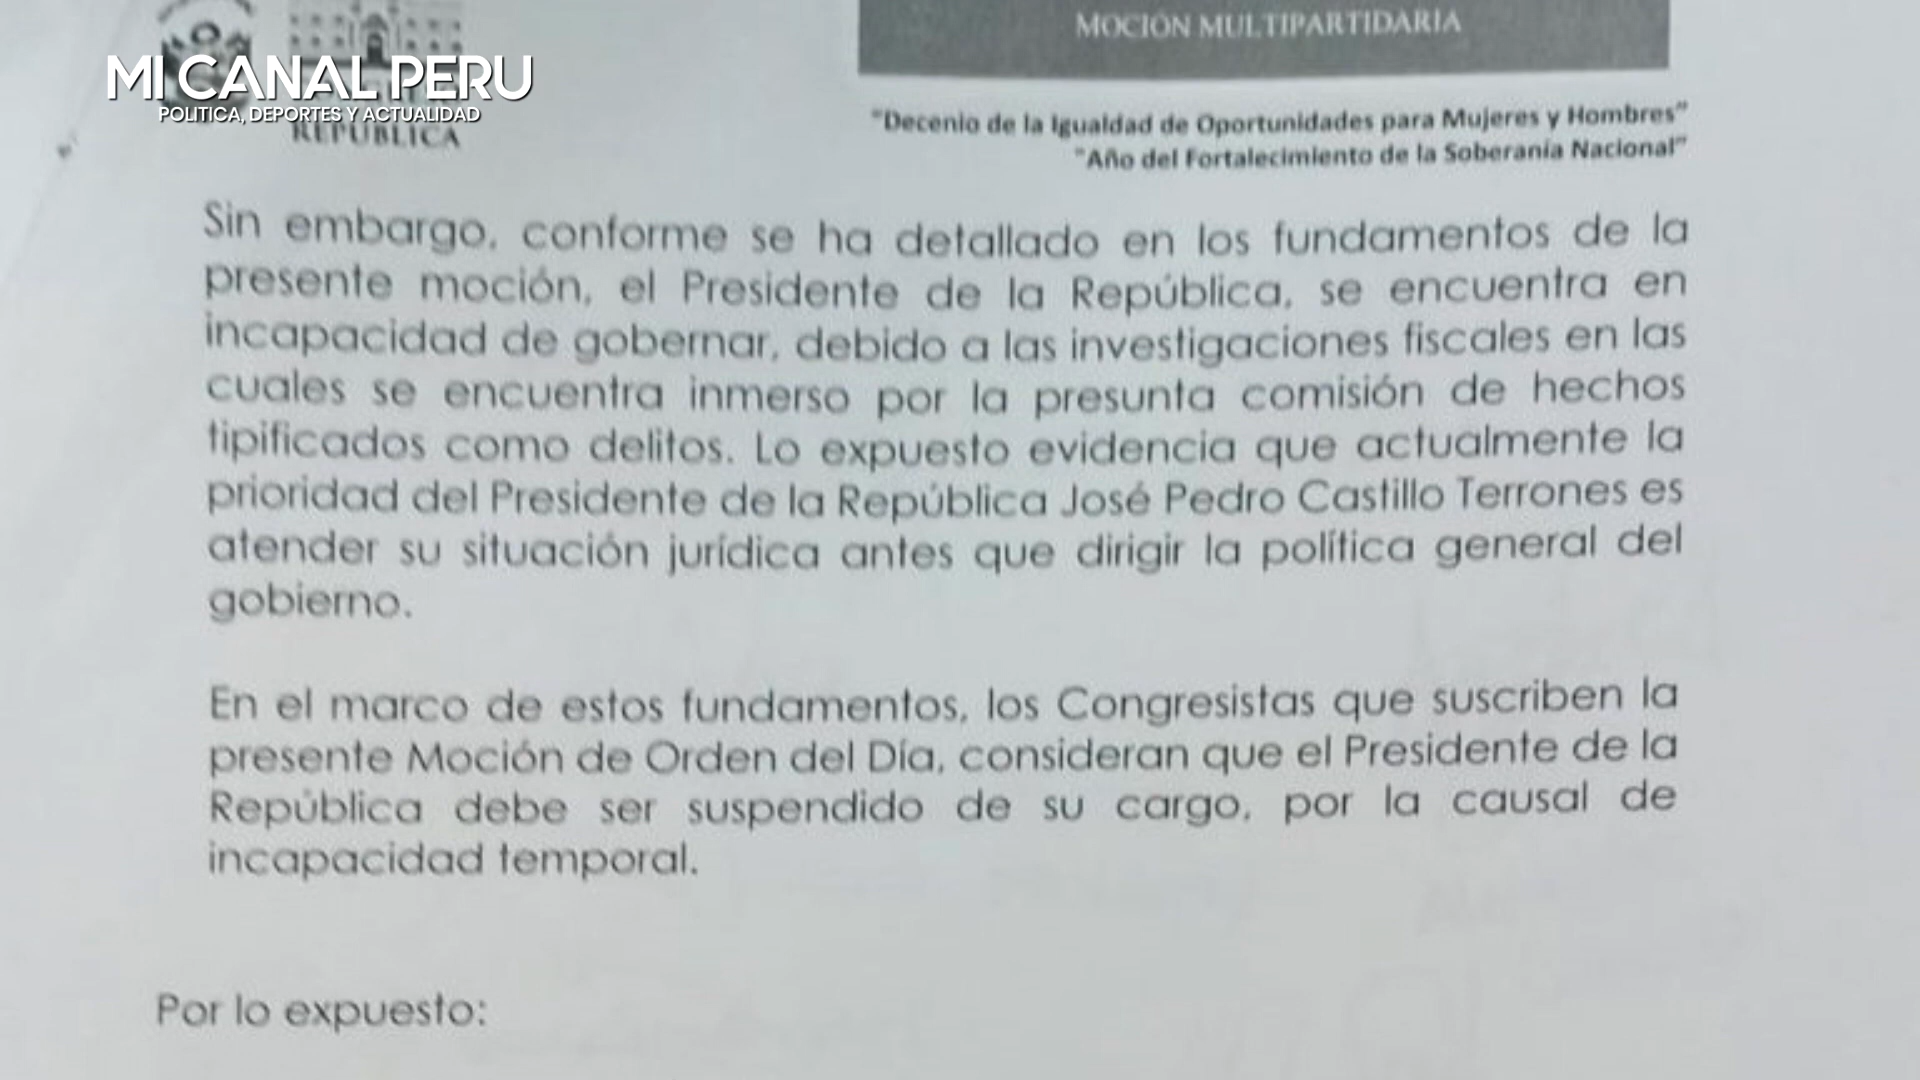 MOCIÓN MULTIPARTIDARIA
MI CANAL PERU
POLITICA, DEPORTES Y ACTUALIDAD
REPÚBLICA
"Decenio de la Igualdad de Oportunidades para Mujeres y Hombres"
"Año del Fortalecimiento de la Soberanía Nacional"
Sin embargo, conforme se ha detallado en los fundamentos de la
presente moción, el Presidente de la República, se encuentra en
incapacidad de gobernar, debido a las investigaciones fiscales en las
cuales se encuentra inmerso por la presunta comisión de hechos
tipificados como delitos. Lo expuesto evidencia que actualmente la
prioridad del Presidente de la República José Pedro Castillo Terrones es
atender su situación jurídica antes que dirigir la política general del
gobierno.
En el marco de estos fundamentos, los Congresistas que suscriben la
presente Moción de Orden del Día, consideran que el Presidente de la
República debe ser suspendido de su cargo, por la causal de
incapacidad temporal.
Por lo expuesto: